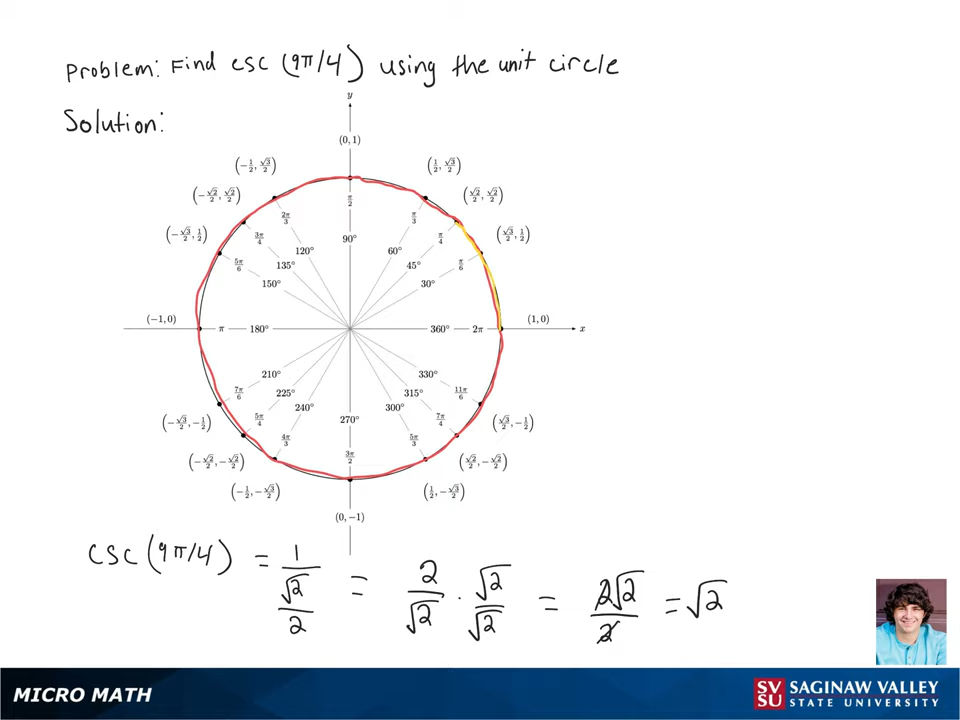 Problem: Find csc (9π/4) using the unit circle
Solution:
y
(0, 1)
(-1/2, √3/2) (1/2, √3/2)
(-√2/2, √2/2) (√2/2, √2/2)
(-√3/2, 1/2) (√3/2, 1/2)
2π/3 π/2 π/3
3π/4 π/4
5π/6 π/6
120° 90° 60°
135° 45°
150° 30°
(-1, 0) (1, 0)
π 180° 360° 2π x
210° 330°
225° 315°
240° 270° 300°
7π/6 11π/6
5π/4 7π/4
4π/3 3π/2 5π/3
(-√3/2, -1/2) (√3/2, -1/2)
(-√2/2, -√2/2) (√2/2, -√2/2)
(-1/2, -√3/2) (1/2, -√3/2)
(0, -1)
csc (9π/4) = 1/(√2/2) = 2/√2 · √2/√2 = 2√2/2 = √2
MICRO MATH
SV SU SAGINAW VALLEY
STATE UNIVERSITY